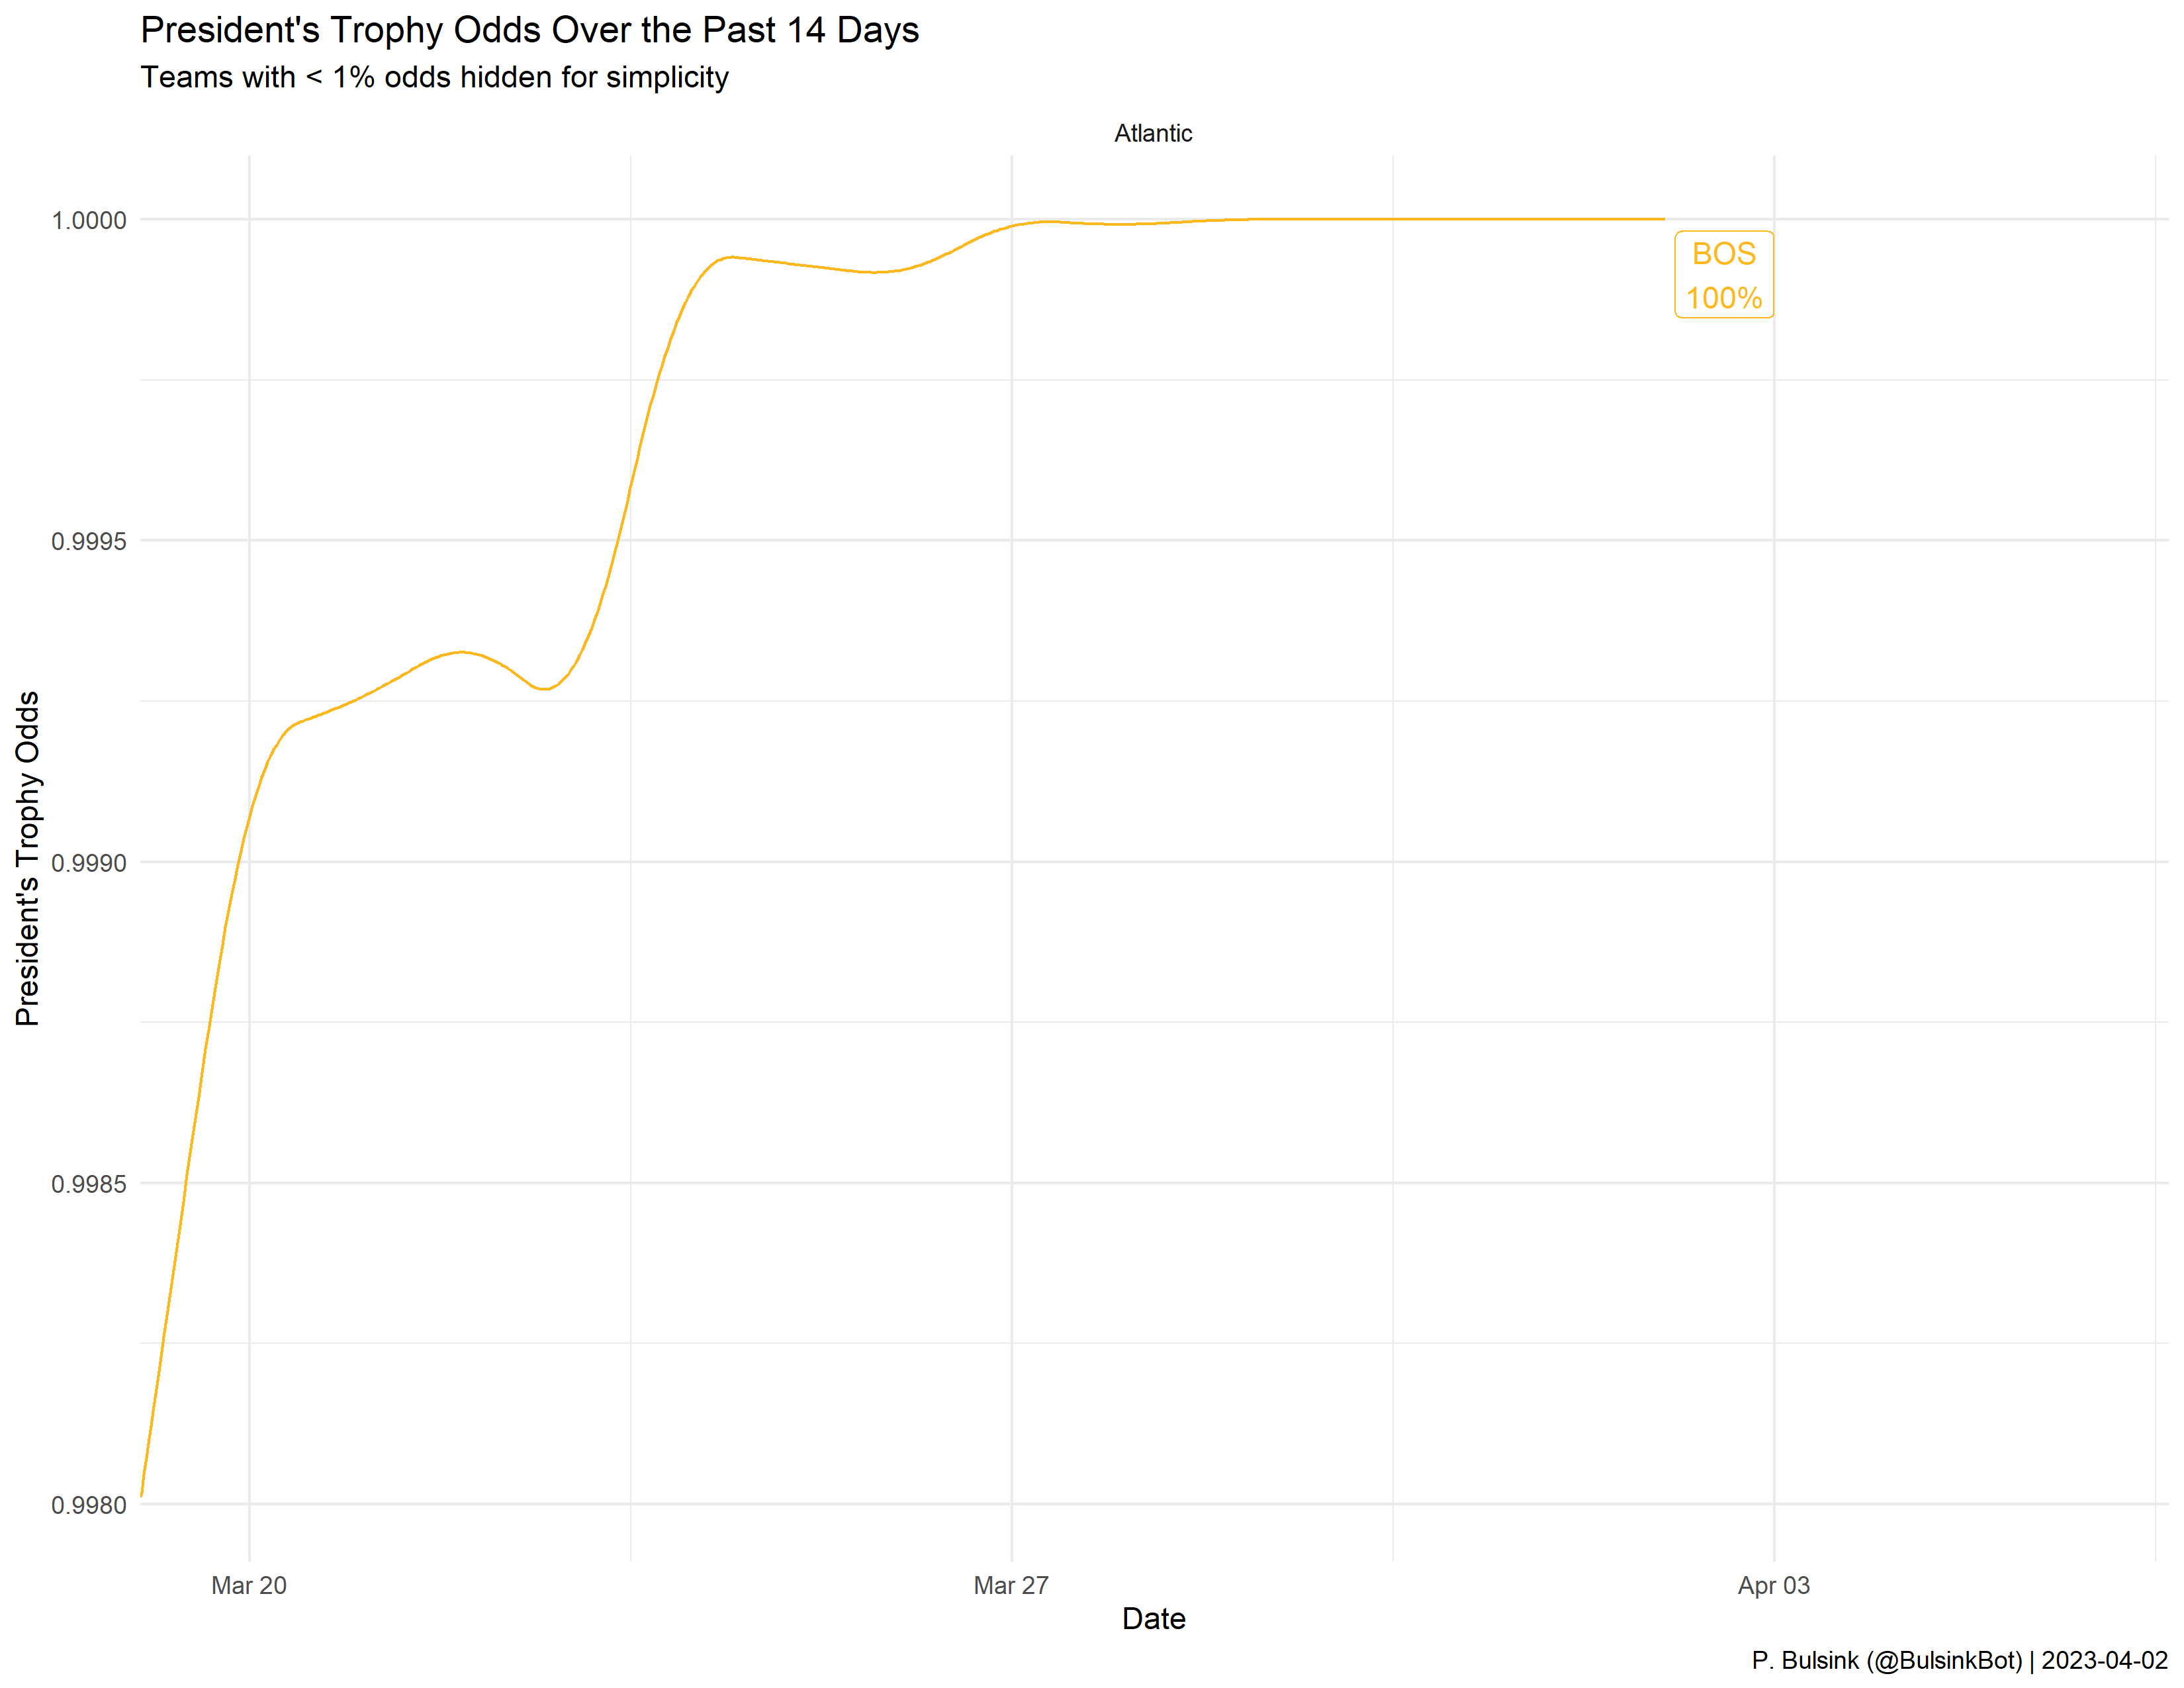 President's Trophy Odds Over the Past 14 Days
Teams with < 1% odds hidden for simplicity
Atlantic
1.0000
0.9995
0.9990
0.9985
0.9980
President's Trophy Odds
BOS
100%
Mar 20
Mar 27
Apr 03
Date
P. Bulsink (@BulsinkBot) | 2023-04-02